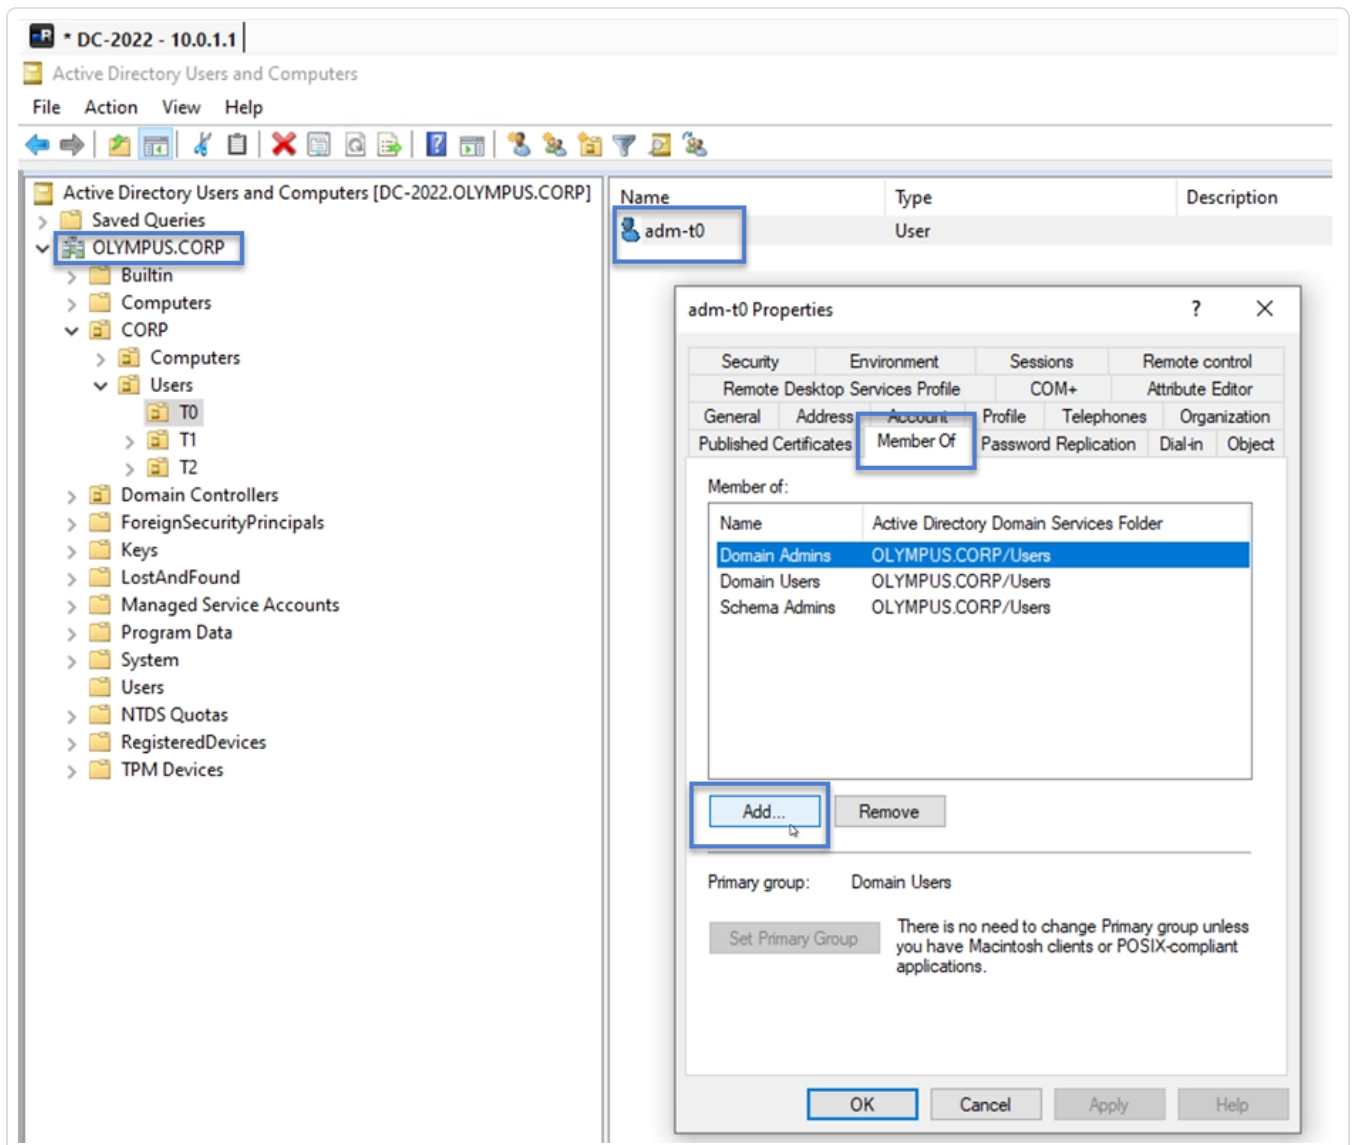 * DC-2022 - 10.0.1.1
Active Directory Users and Computers
File Action View Help
Active Directory Users and Computers [DC-2022.OLYMPUS.CORP]
Saved Queries
OLYMPUS.CORP
Builtin
Computers
CORP
Computers
Users
T0
T1
T2
Domain Controllers
ForeignSecurityPrincipals
Keys
LostAndFound
Managed Service Accounts
Program Data
System
Users
NTDS Quotas
RegisteredDevices
TPM Devices
Name Type Description
adm-t0 User
adm-t0 Properties ?
Security Environment Sessions Remote control
Remote Desktop Services Profile COM+ Attribute Editor
General Address Account Profile Telephones Organization
Published Certificates Member Of Password Replication Dial-in Object
Member of:
Name Active Directory Domain Services Folder
Domain Admins OLYMPUS.CORP/Users
Domain Users OLYMPUS.CORP/Users
Schema Admins OLYMPUS.CORP/Users
Add... Remove
Primary group: Domain Users
Set Primary Group
There is no need to change Primary group unless
you have Macintosh clients or POSIX-compliant
applications.
OK Cancel Apply Help